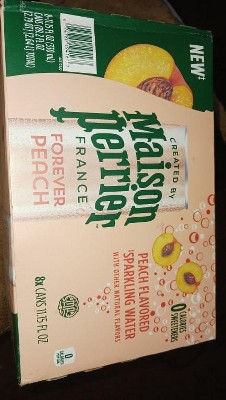 NEW‡
CREATED BY
Maison
Perrier
FRANCE
FOREVER
PEACH
PEACH FLAVORED
SPARKLING WATER
WITH OTHER NATURAL FLAVORS
0 CALORIES
SWEETENERS
8X CANS 11.15 FL OZ
0
CALORIES